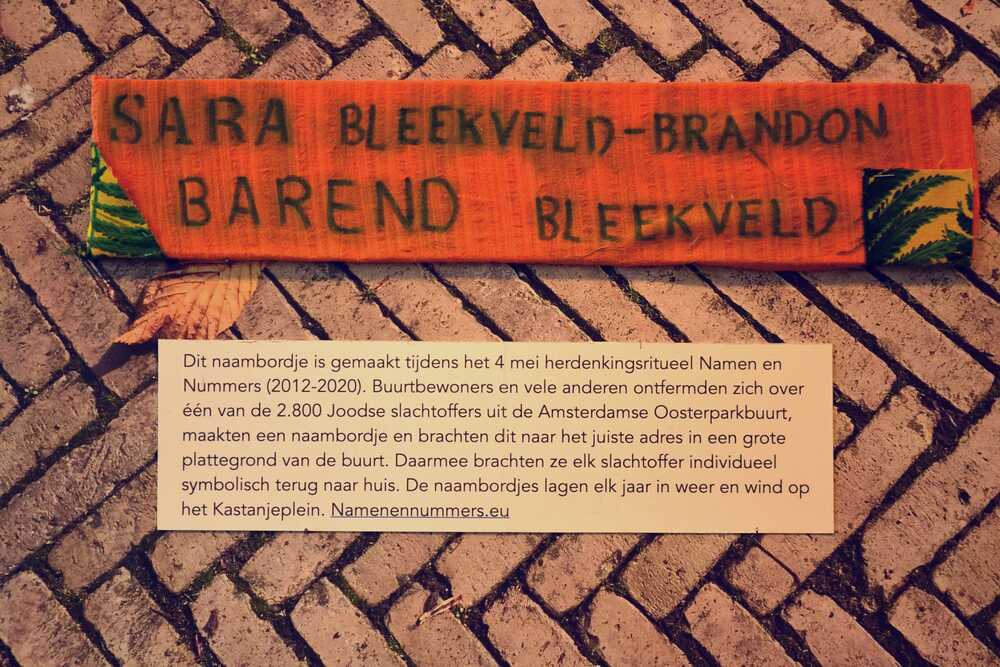 SARA BLEEKVELD-BRANDON
BAREND BLEEKVELD
Dit naambordje is gemaakt tijdens het 4 mei herdenkingsritueel Namen en
Nummers (2012-2020). Buurtbewoners en vele anderen ontfermden zich over
één van de 2.800 Joodse slachtoffers uit de Amsterdamse Oosterparkbuurt,
maakten een naambordje en brachten dit naar het juiste adres in een grote
plattegrond van de buurt. Daarmee brachten ze elk slachtoffer individueel
symbolisch terug naar huis. De naambordjes lagen elk jaar in weer en wind op
het Kastanjeplein. Namenennummers.eu